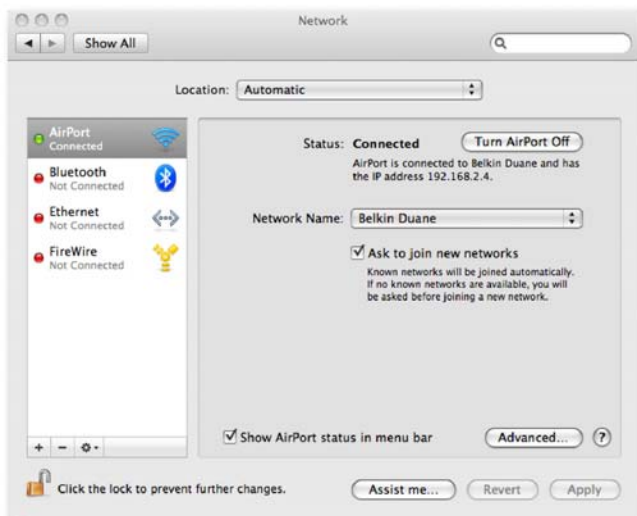 Network
Show All
Location: Automatic
AirPort
Connected
Bluetooth
Not Connected
Ethernet
Not Connected
FireWire
Not Connected
Status: Connected Turn AirPort Off
AirPort is connected to Belkin Duane and has
the IP address 192.168.2.4.
Network Name: Belkin Duane
Ask to join new networks
Known networks will be joined automatically.
If no known networks are available, you will
be asked before joining a new network.
Show AirPort status in menu bar Advanced... ?
Click the lock to prevent further changes. Assist me... Revert Apply